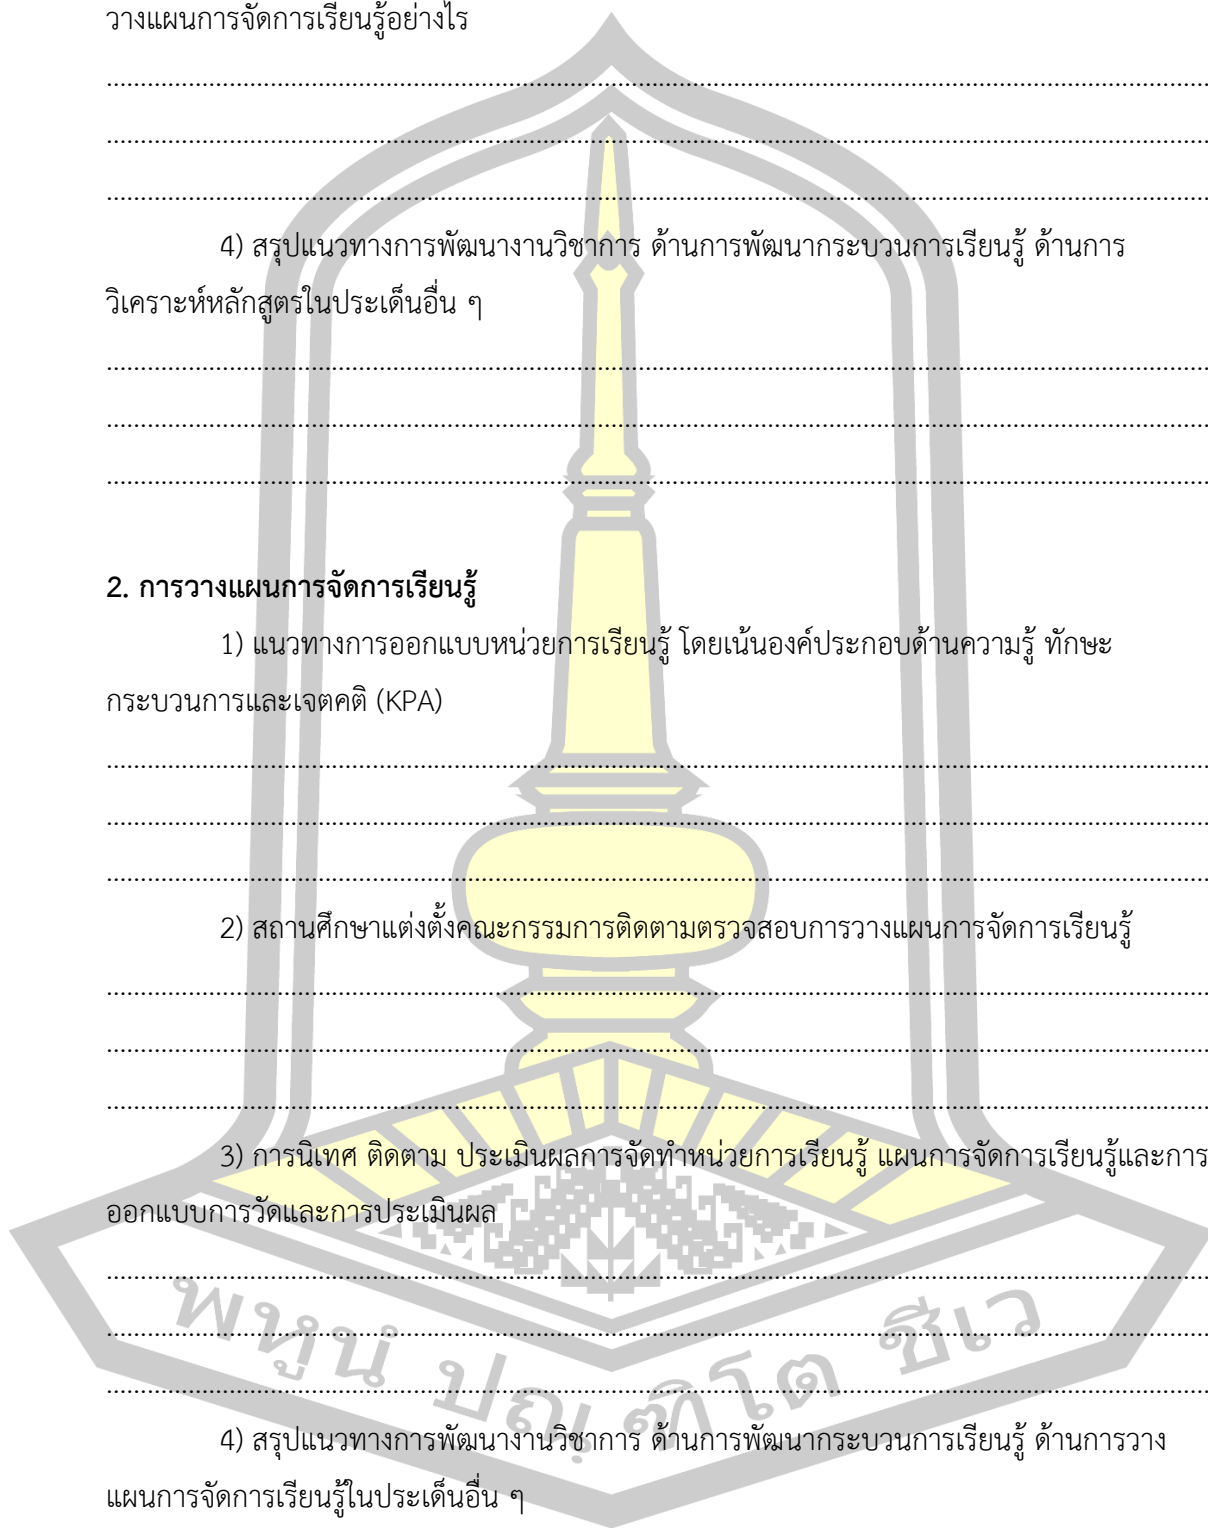 วางแผนการจัดการเรียนรู้อย่างไร
........................................................................................................................................
........................................................................................................................................
........................................................................................................................................
4) สรุปแนวทางการพัฒนางานวิชาการ ด้านการพัฒนากระบวนการเรียนรู้ ด้านการ
วิเคราะห์หลักสูตรในประเด็นอื่น ๆ
........................................................................................................................................
........................................................................................................................................
........................................................................................................................................
2. การวางแผนการจัดการเรียนรู้
1) แนวทางการออกแบบหน่วยการเรียนรู้ โดยเน้นองค์ประกอบด้านความรู้ ทักษะ
กระบวนการและเจตคติ (KPA)
........................................................................................................................................
........................................................................................................................................
........................................................................................................................................
2) สถานศึกษาแต่งตั้งคณะกรรมการติดตามตรวจสอบการวางแผนการจัดการเรียนรู้
........................................................................................................................................
........................................................................................................................................
........................................................................................................................................
3) การนิเทศ ติดตาม ประเมินผลการจัดทำหน่วยการเรียนรู้ แผนการจัดการเรียนรู้และการ
ออกแบบการวัดและการประเมินผล
........................................................................................................................................
........................................................................................................................................
........................................................................................................................................
พหูนํ ปณฺฑิโต ชีเว
4) สรุปแนวทางการพัฒนางานวิชาการ ด้านการพัฒนากระบวนการเรียนรู้ ด้านการวาง
แผนการจัดการเรียนรู้ในประเด็นอื่น ๆ